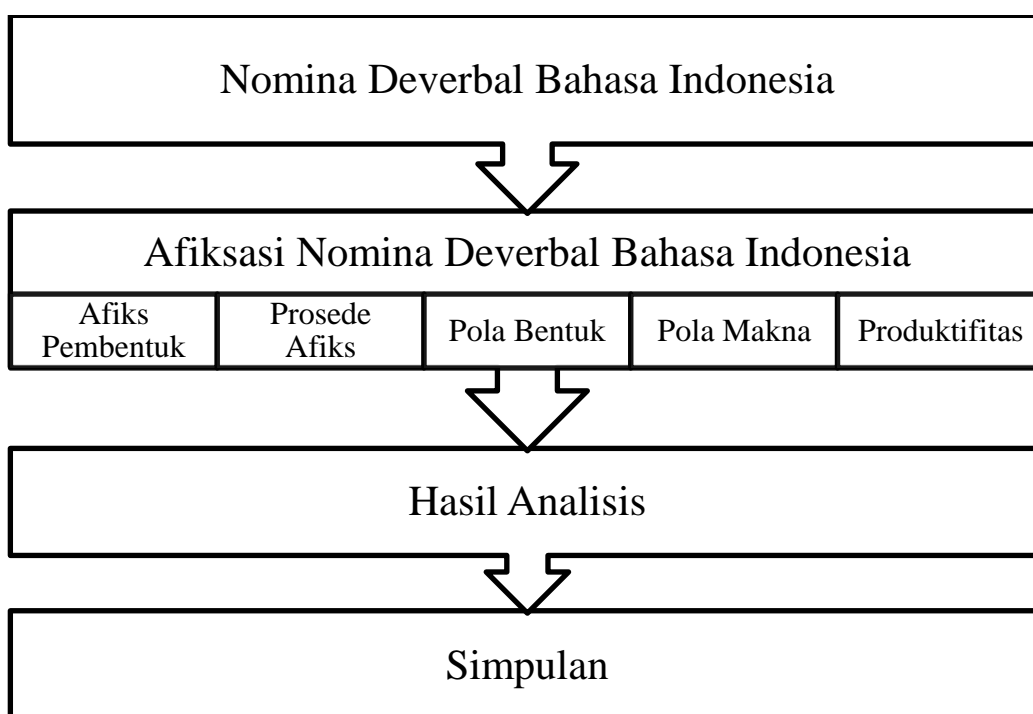 Nomina Deverbal Bahasa Indonesia
Afiksasi Nomina Deverbal Bahasa Indonesia
Afiks
Pembentuk
Prosede
Afiks
Pola Bentuk
Pola Makna
Produktifitas
Hasil Analisis
Simpulan